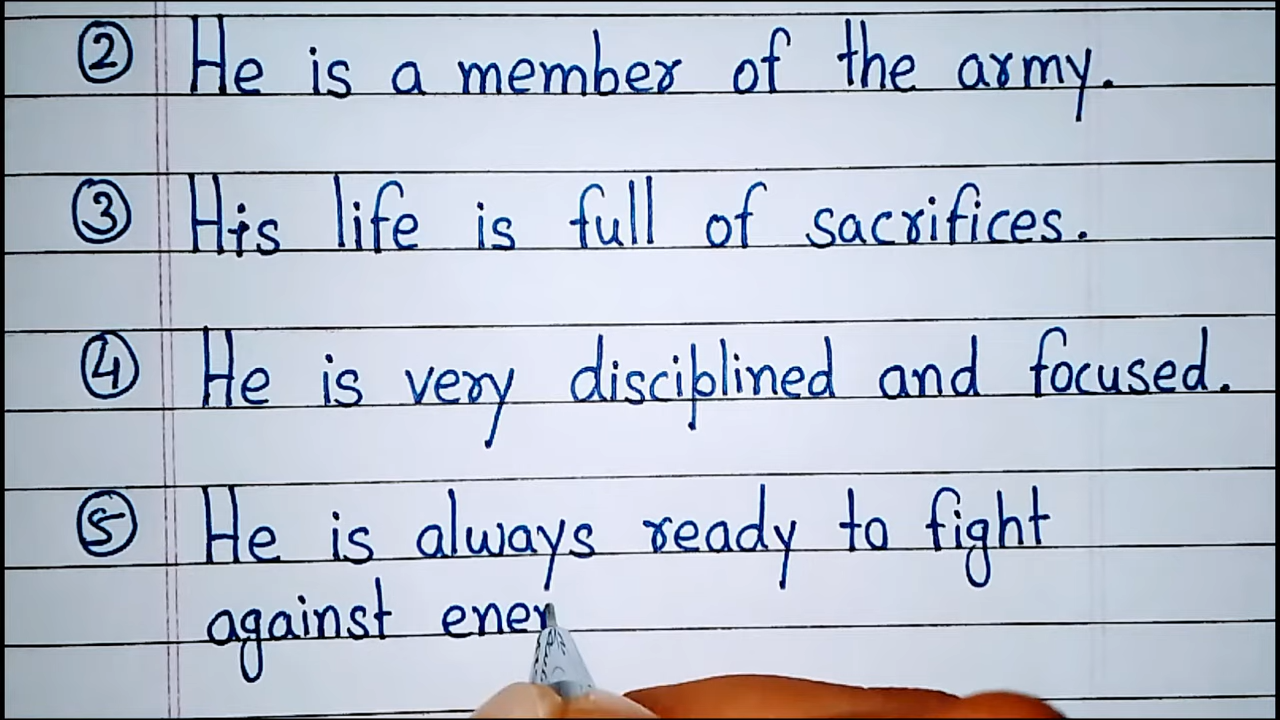 ② He is a member of the army.
③ His life is full of sacrifices.
④ He is very disciplined and focused.
⑤ He is always ready to fight
against ener